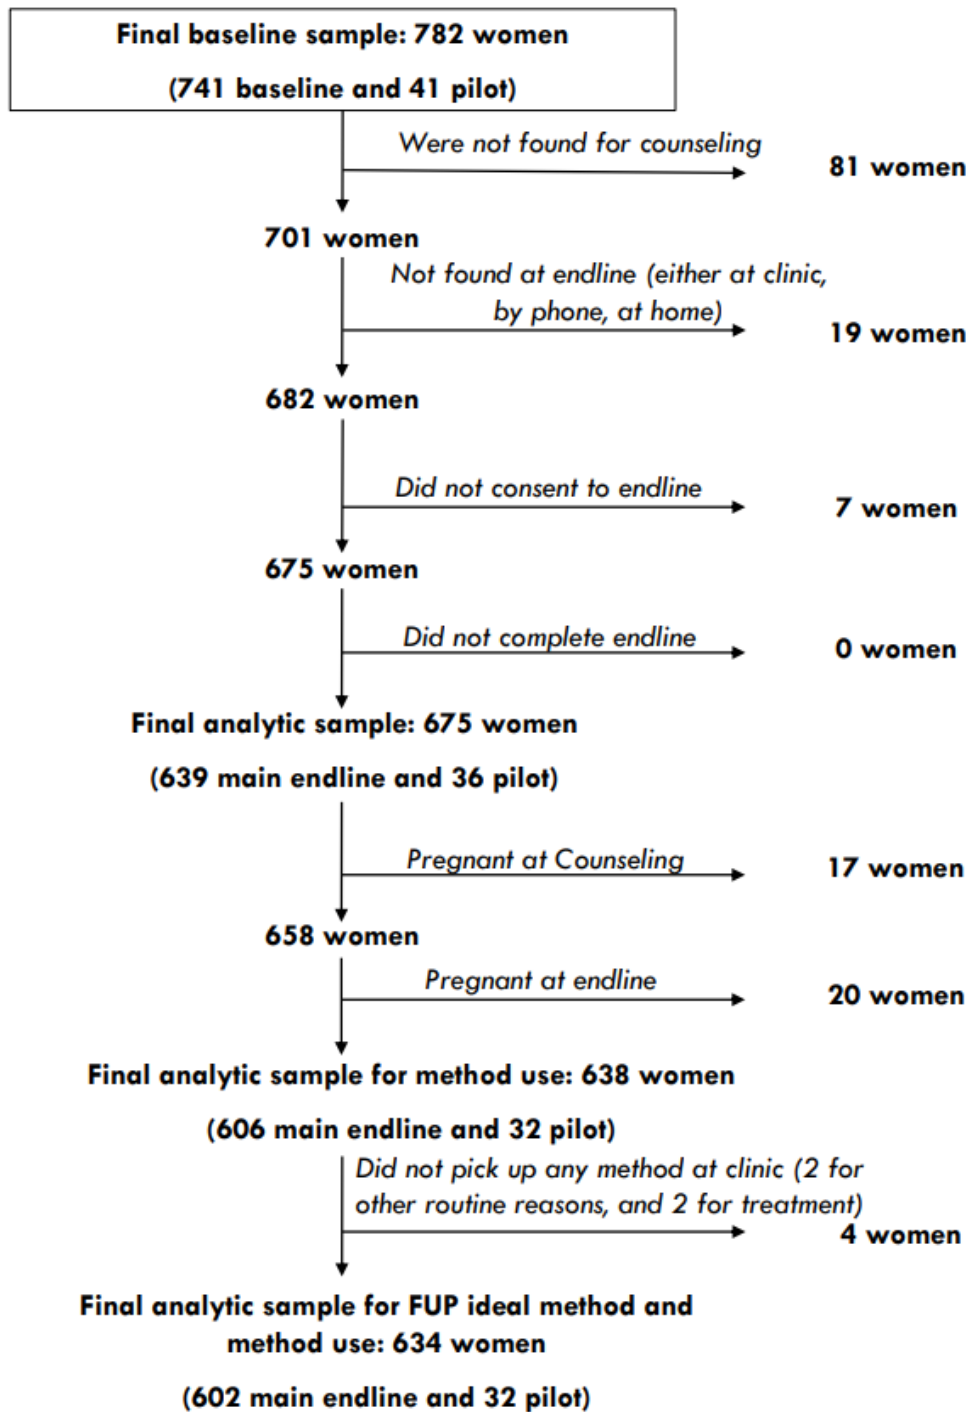 Final baseline sample: 782 women
(741 baseline and 41 pilot)
Were not found for counseling
81 women
701 women
Not found at endline (either at clinic,
by phone, at home)
19 women
682 women
Did not consent to endline
7 women
675 women
Did not complete endline
0 women
Final analytic sample: 675 women
(639 main endline and 36 pilot)
Pregnant at Counseling
17 women
658 women
Pregnant at endline
20 women
Final analytic sample for method use: 638 women
(606 main endline and 32 pilot)
Did not pick up any method at clinic (2 for
other routine reasons, and 2 for treatment)
4 women
Final analytic sample for FUP ideal method and
method use: 634 women
(602 main endline and 32 pilot)